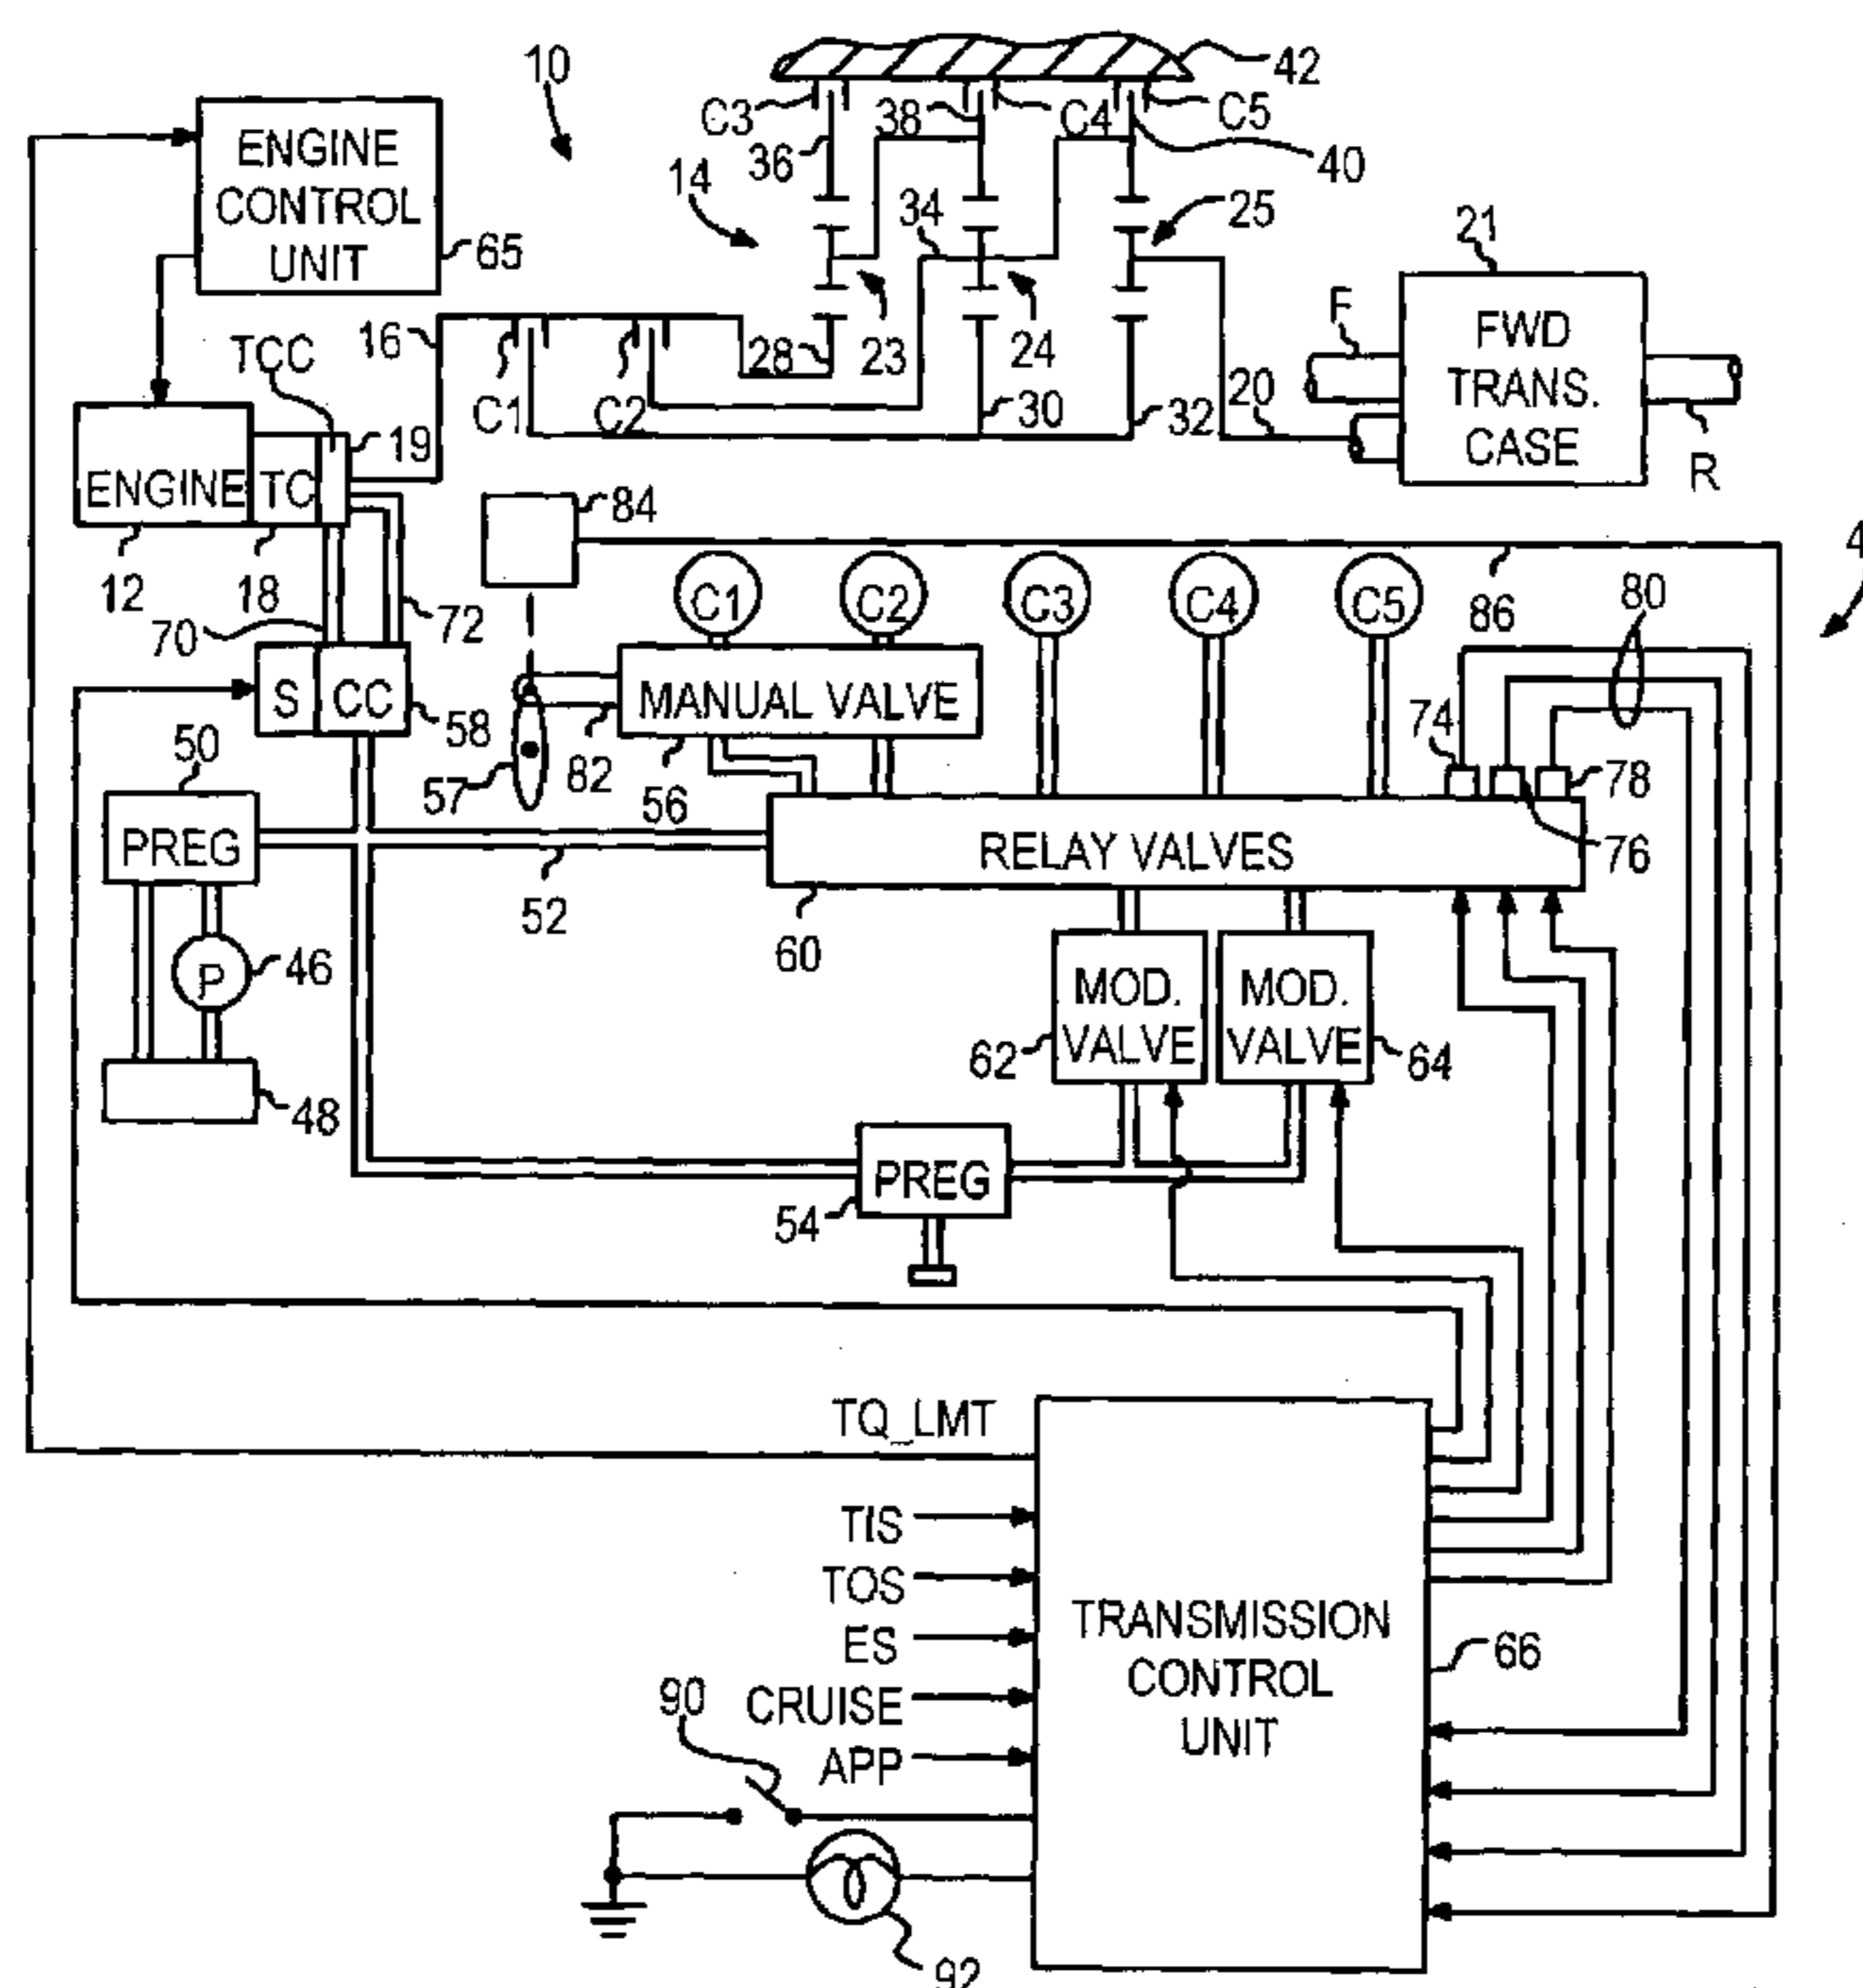 10
42
C3
38
C4
C5
36
40
ENGINE
CONTROL
UNIT
65
14
34
25
21
TCC
16
28
23
24
F
FWD
TRANS.
CASE
C1
C2
30
32
20
R
19
ENGINE
TC
84
12
18
70
72
C1
C2
C3
C4
C5
86
80
S
CC
58
MANUAL VALVE
74
50
57
82
56
78
PREG
RELAY VALVES
76
52
60
P
46
MOD.
VALVE
MOD.
VALVE
62
64
48
PREG
54
TQ_LMT
TIS
TOS
ES
CRUISE
APP
TRANSMISSION
CONTROL
UNIT
66
90
92